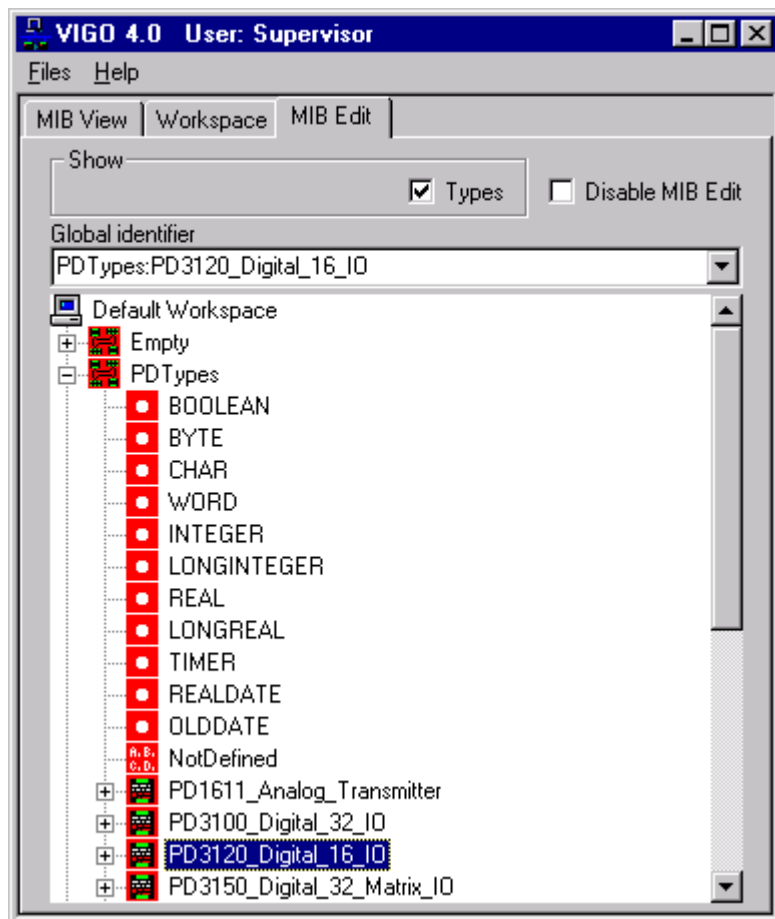 VIGO 4.0 User: Supervisor
Files Help
MIB View Workspace MIB Edit
Show
Types Disable MIB Edit
Global identifier
PDTypes:PD3120_Digital_16_IO
Default Workspace
Empty
PDTypes
BOOLEAN
BYTE
CHAR
WORD
INTEGER
LONGINTEGER
REAL
LONGREAL
TIMER
REALDATE
OLDDATE
A.B.
C.D.
NotDefined
PD1611_Analog_Transmitter
PD3100_Digital_32_IO
PD3120_Digital_16_IO
PD3150_Digital_32_Matrix_IO